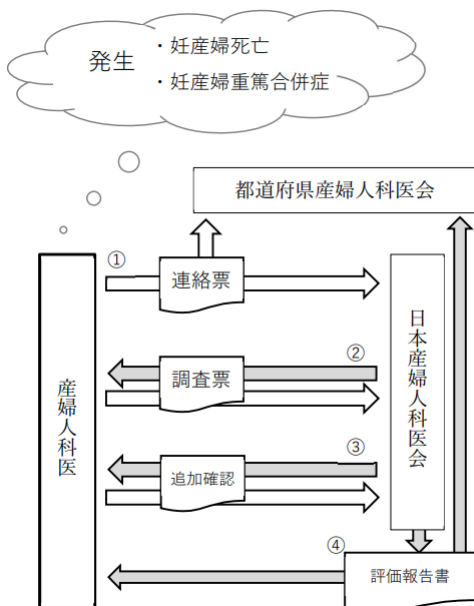 発生
・妊産婦死亡
・妊産婦重篤合併症
都道府県産婦人科医会
①
連絡票
②
調査票
③
追加確認
④
評価報告書
産婦人科医
日本産婦人科医会